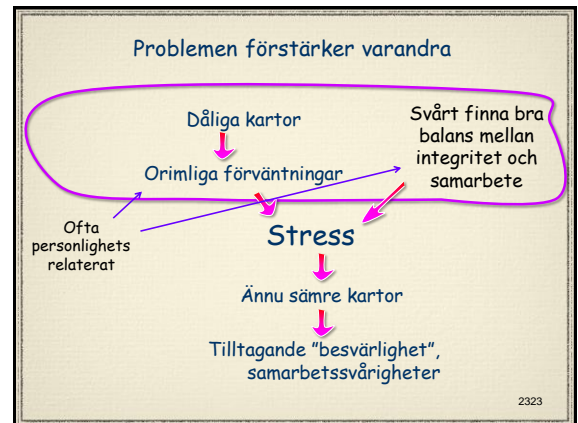 Problemen förstärker varandra
Dåliga kartor
Orimliga förväntningar
Svårt finna bra
balans mellan
integritet och
samarbete
Ofta
personlighets
relaterat
Stress
Ännu sämre kartor
Tilltagande ”besvärlighet”,
samarbetssvårigheter
2323